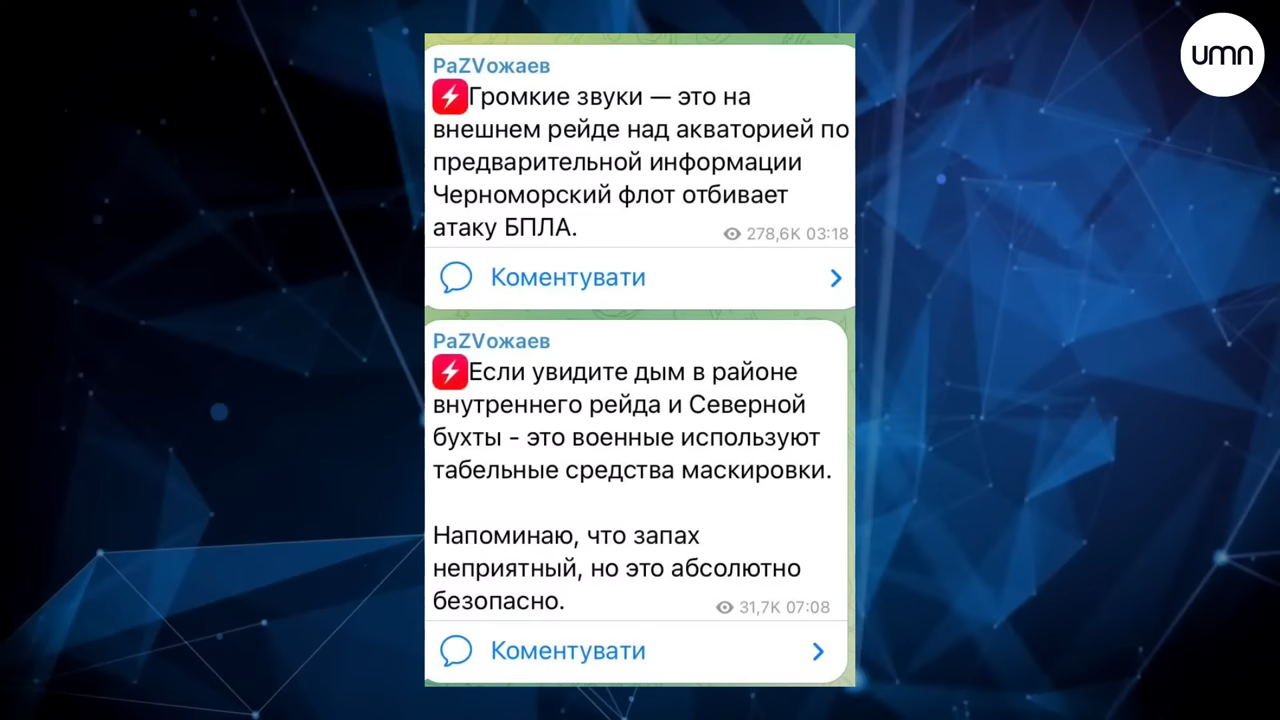 umn
РаZVожаев
Громкие звуки — это на
внешнем рейде над акваторией по
предварительной информации
Черноморский флот отбивает
атаку БПЛА.
278,6K 03:18
Коментувати
РаZVожаев
Если увидите дым в районе
внутреннего рейда и Северной
бухты - это военные используют
табельные средства маскировки.
Напоминаю, что запах
неприятный, но это абсолютно
безопасно.
31,7K 07:08
Коментувати